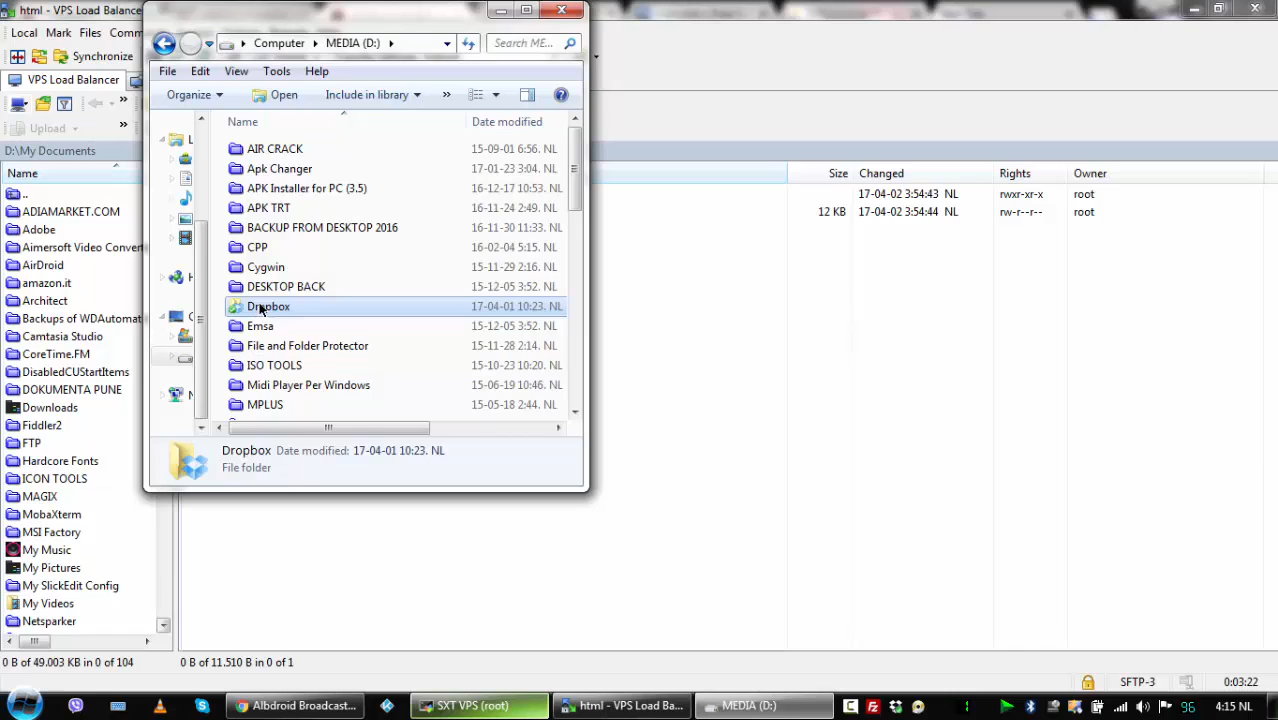 html - VPS Load Balancer
Local Mark Files Comm
Synchronize
VPS Load Balancer
Upload
D:\My Documents
Name
..
ADIAMARKET.COM
Adobe
Aimersoft Video Convert
AirDroid
amazon.it
Architect
Backups of WDAutomat
Camtasia Studio
CoreTime.FM
DisabledCUStartItems
DOKUMENTA PUNE
Downloads
Fiddler2
FTP
Hardcore Fonts
ICON TOOLS
MAGIX
MobaXterm
MSI Factory
My Music
My Pictures
My SlickEdit Config
My Videos
Netsparker
0 B of 49.003 KB in 0 of 104
Computer MEDIA (D:)
Search ME...
File Edit View Tools Help
Organize Open Include in library »
Name Date modified
AIR CRACK 15-09-01 6:56. NL
Apk Changer 17-01-23 3:04. NL
APK Installer for PC (3.5) 16-12-17 10:53. NL
APK TRT 16-11-24 2:49. NL
BACKUP FROM DESKTOP 2016 16-11-30 11:33. NL
CPP 16-02-04 5:15. NL
Cygwin 15-11-29 2:16. NL
DESKTOP BACK 15-12-05 3:52. NL
Dropbox 17-04-01 10:23. NL
Emsa 15-12-05 3:52. NL
File and Folder Protector 15-11-28 2:14. NL
ISO TOOLS 15-10-23 10:20. NL
Midi Player Per Windows 15-06-19 10:46. NL
MPLUS 15-05-18 2:44. NL
Dropbox Date modified: 17-04-01 10:23. NL
File folder
Size Changed Rights Owner
17-04-02 3:54:43 NL rwxr-xr-x root
12 KB 17-04-02 3:54:44 NL rw-r--r-- root
0 B of 11.510 B in 0 of 1
SFTP-3 0:03:22
Albdroid Broadcast... SXT VPS (root) html - VPS Load Ba... MEDIA (D:) 96 4:15 NL